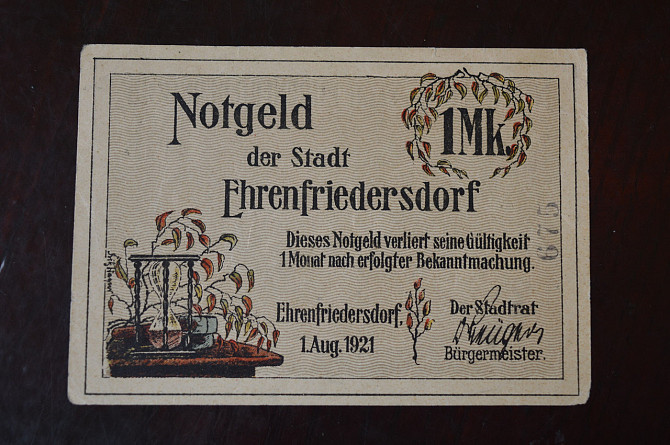 Notgeld
1Mk.
der Stadt
Ehrenfriedersdorf
Dieses Notgeld verliert seine Gültigkeit
1 Monat nach erfolgter Bekanntmachung.
675
Ehrenfriedersdorf,
1. Aug. 1921
Der Stadtrat
Bürgermeister.